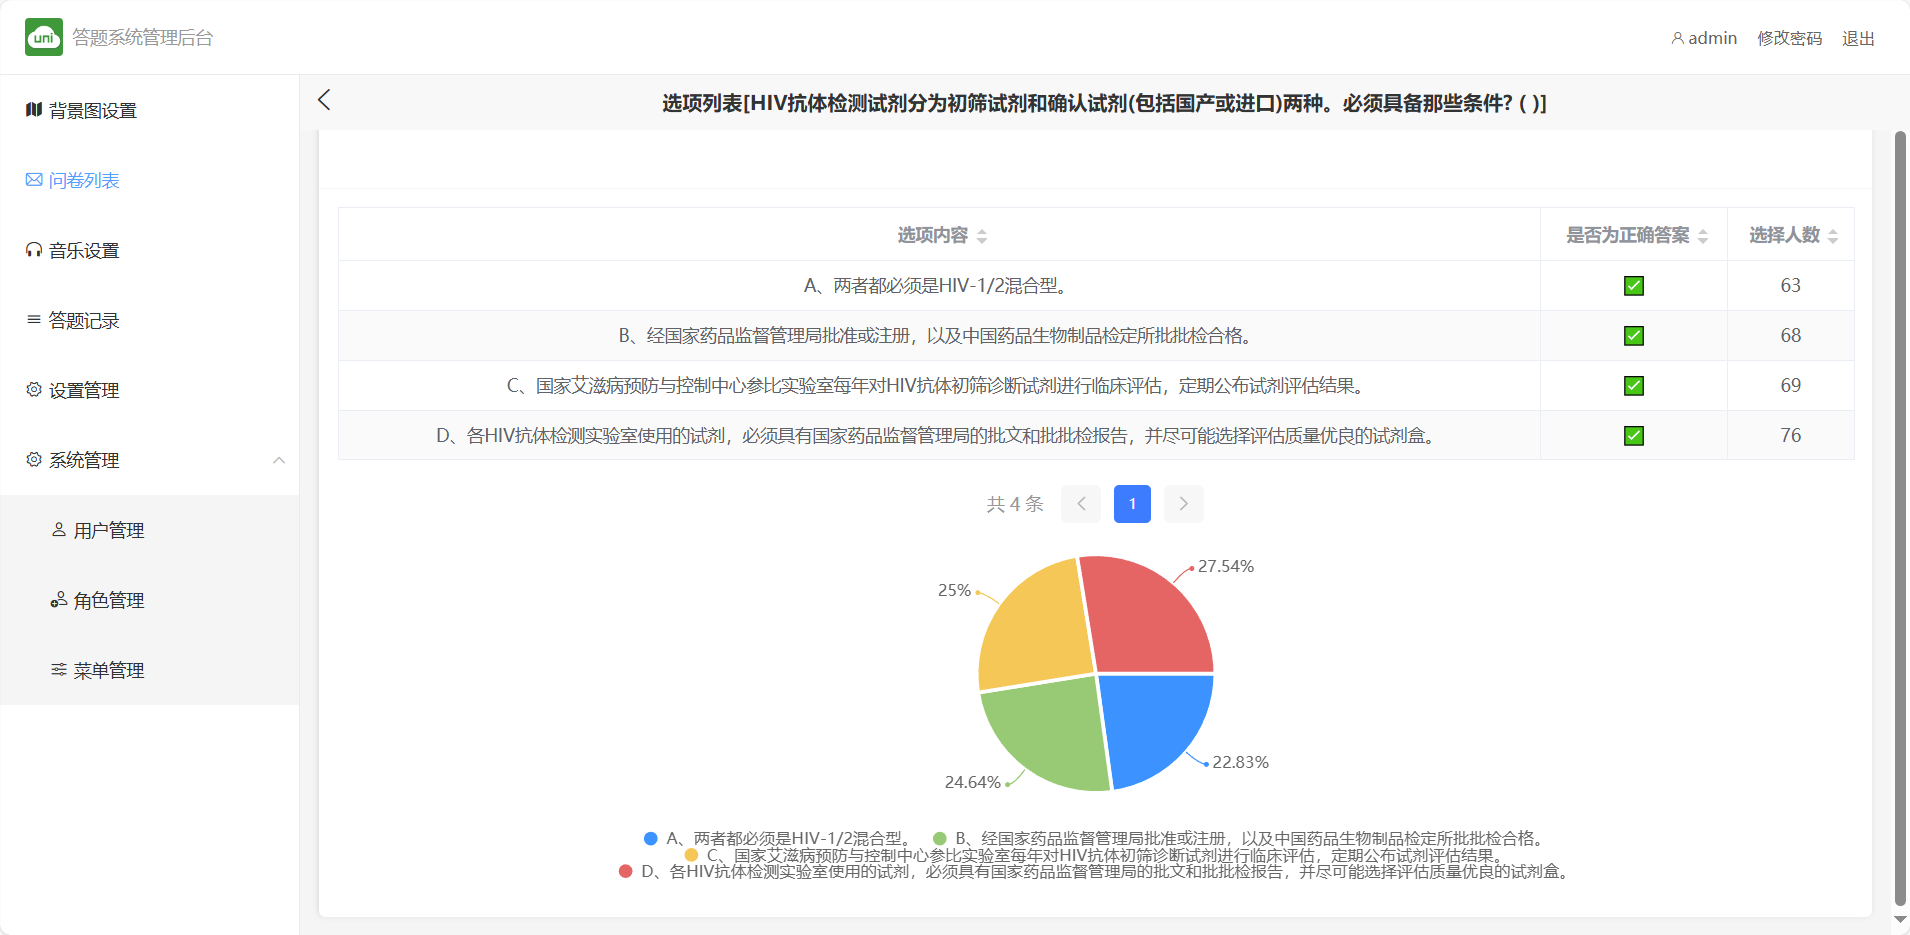 uni 答题系统管理后台
admin 修改密码 退出
背景图设置
问卷列表
音乐设置
答题记录
设置管理
系统管理
用户管理
角色管理
菜单管理
选项列表[HIV抗体检测试剂分为初筛试剂和确认试剂(包括国产或进口)两种。必须具备那些条件? ( )]
选项内容 是否为正确答案 选择人数
A、两者都必须是HIV-1/2混合型。 63
B、经国家药品监督管理局批准或注册，以及中国药品生物制品检定所批批检合格。 68
C、国家艾滋病预防与控制中心参比实验室每年对HIV抗体初筛诊断试剂进行临床评估，定期公布试剂评估结果。 69
D、各HIV抗体检测实验室使用的试剂，必须具有国家药品监督管理局的批文和批批检报告，并尽可能选择评估质量优良的试剂盒。 76
共 4 条 1
27.54%
25%
22.83%
24.64%
A、两者都必须是HIV-1/2混合型。 B、经国家药品监督管理局批准或注册，以及中国药品生物制品检定所批批检合格。
C、国家艾滋病预防与控制中心参比实验室每年对HIV抗体初筛诊断试剂进行临床评估，定期公布试剂评估结果。
D、各HIV抗体检测实验室使用的试剂，必须具有国家药品监督管理局的批文和批批检报告，并尽可能选择评估质量优良的试剂盒。